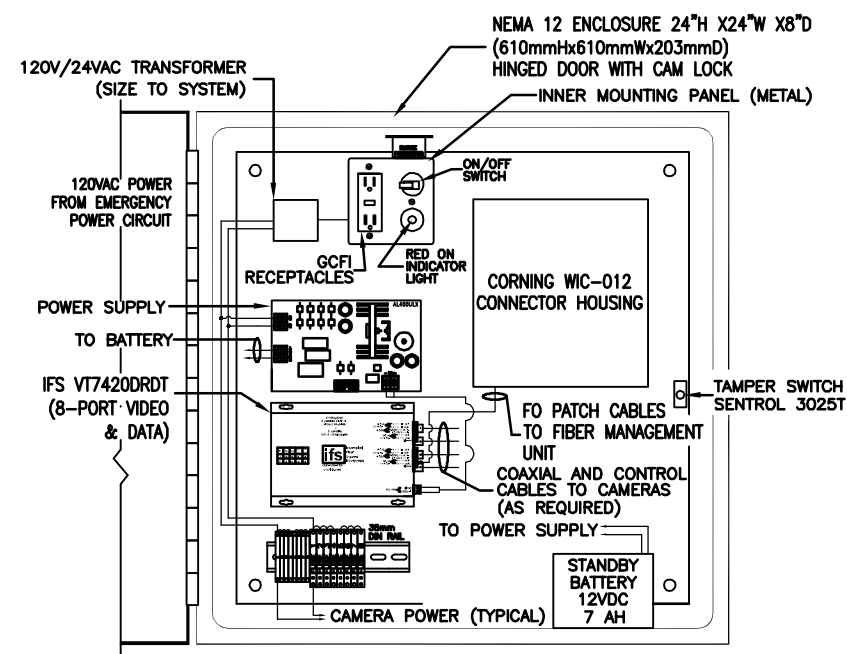 NEMA 12 ENCLOSURE 24"H X24"W X8"D
(610mmHx610mmWx203mmD)
HINGED DOOR WITH CAM LOCK
120V/24VAC TRANSFORMER
(SIZE TO SYSTEM)
INNER MOUNTING PANEL (METAL)
ON/OFF
SWITCH
120VAC POWER
FROM EMERGENCY
POWER CIRCUIT
GCFI
RECEPTACLES
RED ON
INDICATOR
LIGHT
CORNING WIC-012
CONNECTOR HOUSING
POWER SUPPLY
AL400ULX
TO BATTERY
IFS VT7420DRDT
(8-PORT VIDEO
& DATA)
ifs
TAMPER SWITCH
SENTROL 3025T
FO PATCH CABLES
TO FIBER MANAGEMENT
UNIT
COAXIAL AND CONTROL
CABLES TO CAMERAS
(AS REQUIRED)
35mm
DIN RAIL
TO POWER SUPPLY
STANDBY
BATTERY
12VDC
7 AH
CAMERA POWER (TYPICAL)